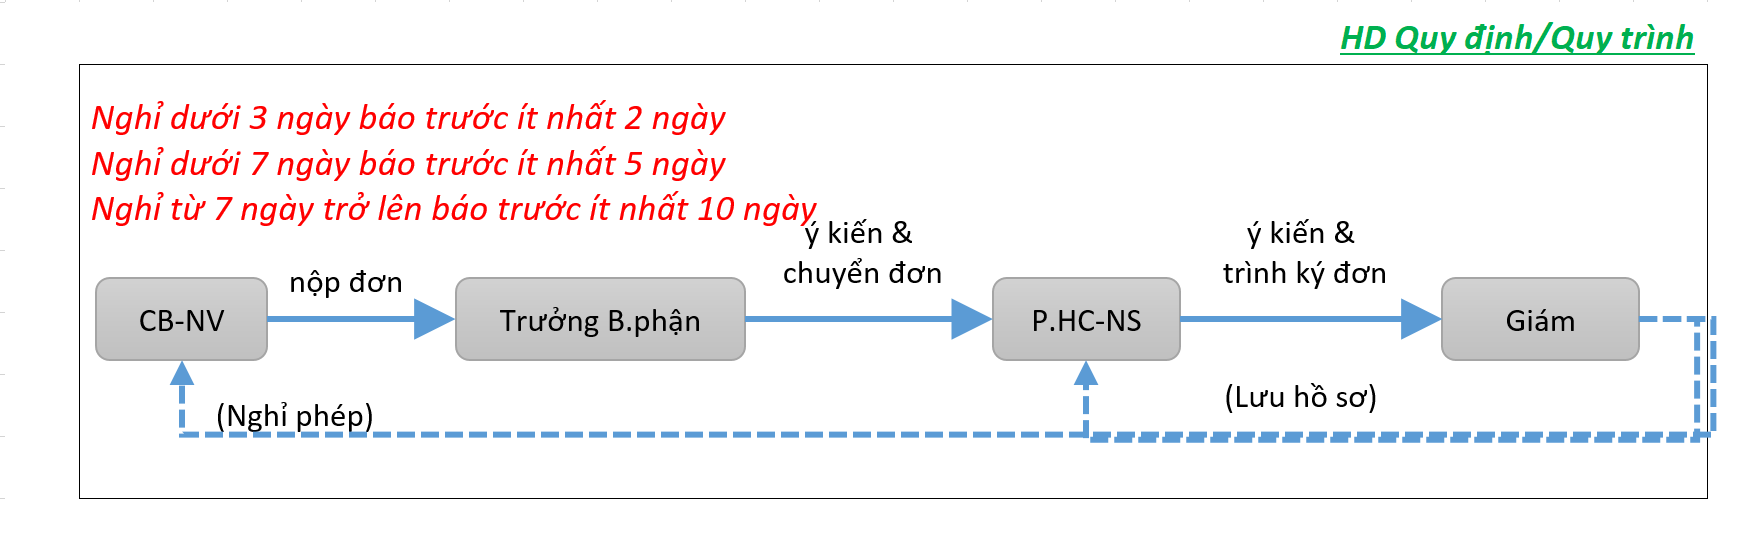 HD Quy định/Quy trình
Nghỉ dưới 3 ngày báo trước ít nhất 2 ngày
Nghỉ dưới 7 ngày báo trước ít nhất 5 ngày
Nghỉ từ 7 ngày trở lên báo trước ít nhất 10 ngày
nộp đơn
ý kiến &
chuyển đơn
ý kiến &
trình ký đơn
CB-NV
Trưởng B.phận
P.HC-NS
Giám
(Nghỉ phép)
(Lưu hồ sơ)